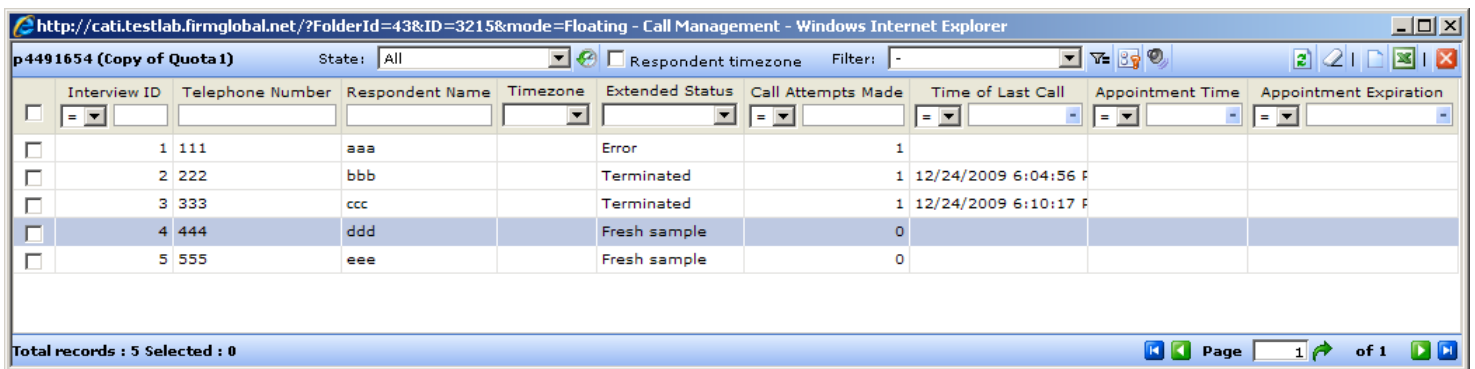 http://cati.testlab.firmglobal.net/?FolderId=43&ID=3215&mode=Floating - Call Management - Windows Internet Explorer
p4491654 (Copy of Quota1) State: All Respondent timezone Filter: -
Interview ID Telephone Number Respondent Name Timezone Extended Status Call Attempts Made Time of Last Call Appointment Time Appointment Expiration
= = = = =
1 111 aaa Error 1
2 222 bbb Terminated 1 12/24/2009 6:04:56 P
3 333 ccc Terminated 1 12/24/2009 6:10:17 P
4 444 ddd Fresh sample 0
5 555 eee Fresh sample 0
Total records : 5 Selected : 0 Page 1 of 1